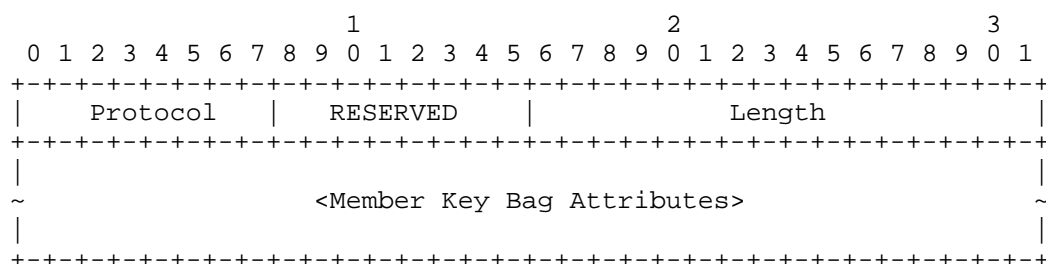 1                   2                   3
 0 1 2 3 4 5 6 7 8 9 0 1 2 3 4 5 6 7 8 9 0 1 2 3 4 5 6 7 8 9 0 1
+-+-+-+-+-+-+-+-+-+-+-+-+-+-+-+-+-+-+-+-+-+-+-+-+-+-+-+-+-+-+-+-+
|    Protocol   |   RESERVED    |            Length             |
+-+-+-+-+-+-+-+-+-+-+-+-+-+-+-+-+-+-+-+-+-+-+-+-+-+-+-+-+-+-+-+-+
|                                                               |
~                  <Member Key Bag Attributes>                  ~
|                                                               |
+-+-+-+-+-+-+-+-+-+-+-+-+-+-+-+-+-+-+-+-+-+-+-+-+-+-+-+-+-+-+-+-+